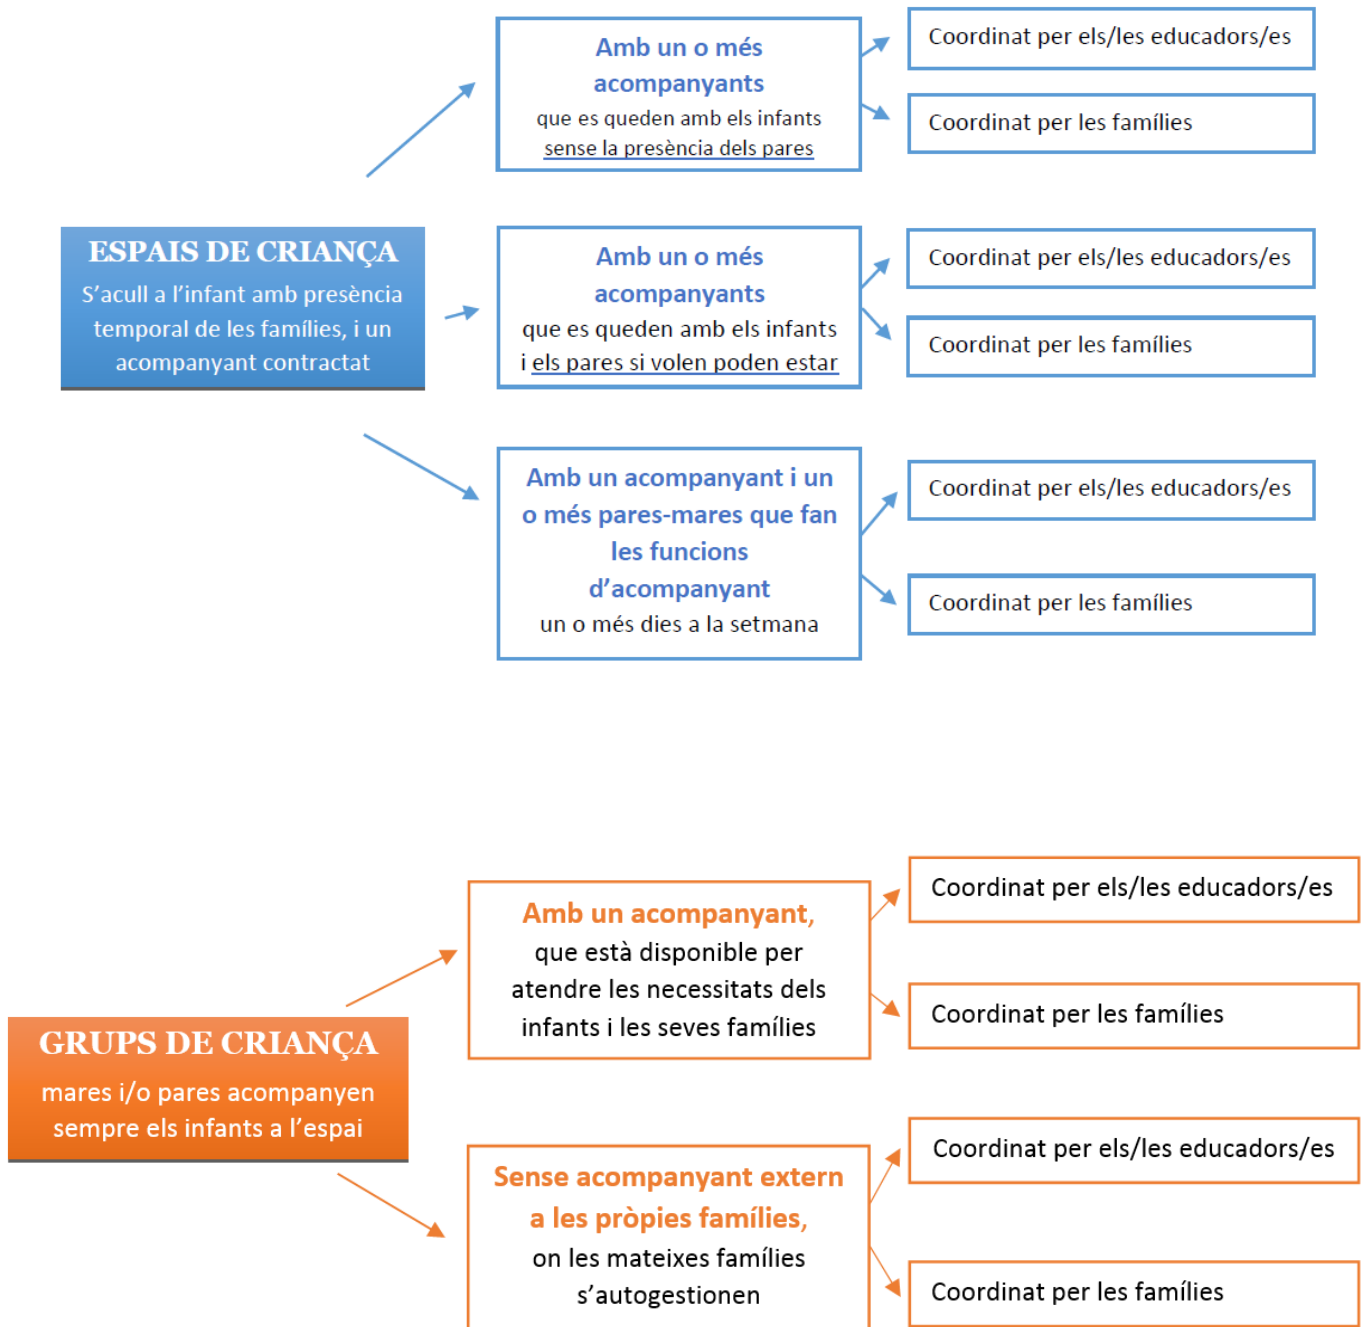 Amb un o més
acompanyants
que es queden amb els infants
sense la presència dels pares
Coordinat per els/les educadors/es
Coordinat per les famílies
ESPAIS DE CRIANÇA
S'acull a l'infant amb presència
temporal de les famílies, i un
acompanyant contractat
Amb un o més
acompanyants
que es queden amb els infants
i els pares si volen poden estar
Coordinat per els/les educadors/es
Coordinat per les famílies
Amb un acompanyant i un
o més pares-mares que fan
les funcions
d'acompanyant
un o més dies a la setmana
Coordinat per els/les educadors/es
Coordinat per les famílies
GRUPS DE CRIANÇA
mares i/o pares acompanyen
sempre els infants a l'espai
Amb un acompanyant,
que està disponible per
atendre les necessitats dels
infants i les seves famílies
Coordinat per els/les educadors/es
Coordinat per les famílies
Sense acompanyant extern
a les pròpies famílies,
on les mateixes famílies
s'autogestionen
Coordinat per els/les educadors/es
Coordinat per les famílies